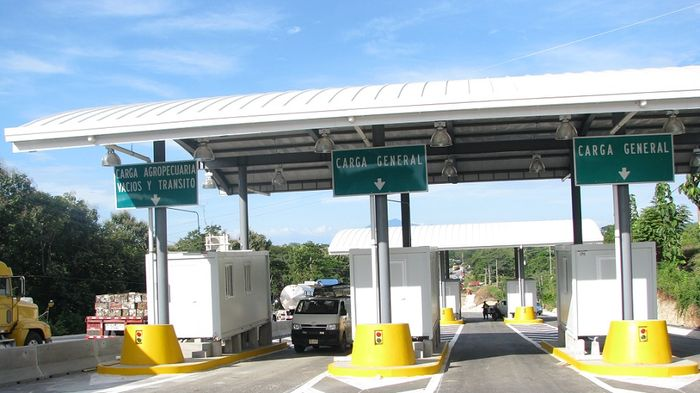 CARGA AGROPECUARIA
VACIOS Y TRANSITO
CARGA GENERAL
CARGA GENERAL